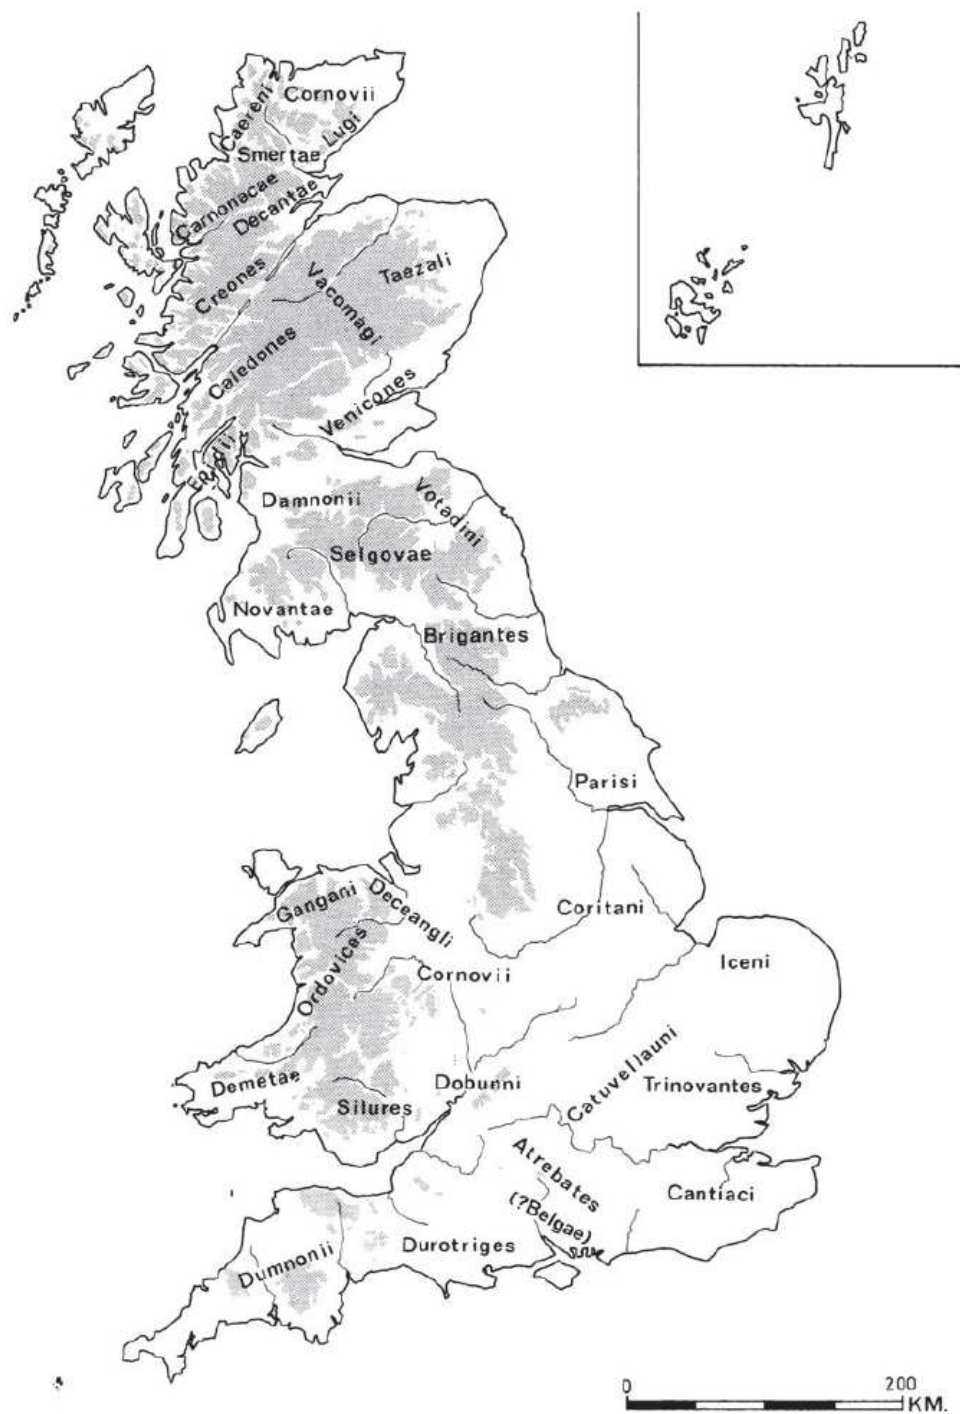 Cornovii
Caereni
Lugi
Smertae
Carnonacae
Decantae
Creones
Vacomagi
Taezali
Caledones
Venicones
Epidii
Damnonii
Votadini
Selgovae
Novantae
Brigantes
Parisi
Gangani
Deceangli
Coritani
Ordovices
Cornovii
Iceni
Demetae
Silures
Dobunni
Catuvellauni
Trinovantes
Atrebates
(?Belgae)
Cantiaci
Durotriges
Dumnonii
0 200
KM.